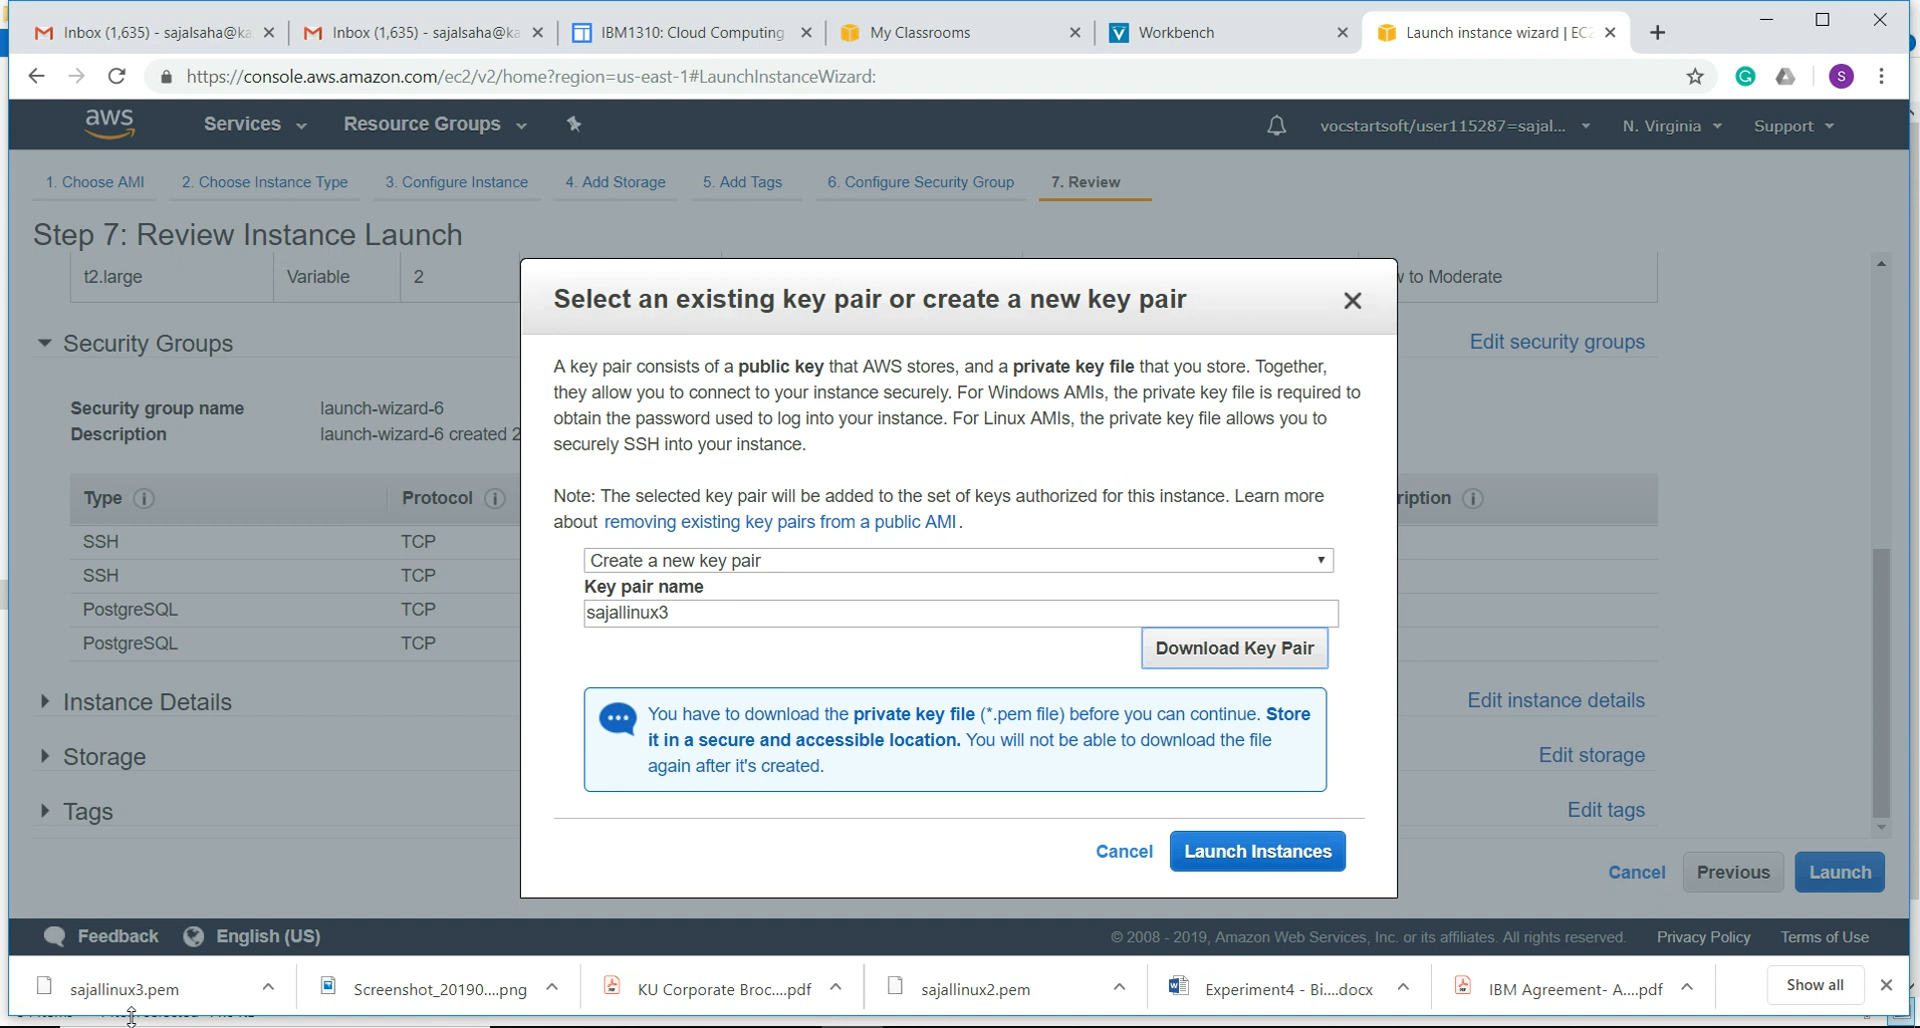 Inbox (1,635) - sajalsaha@ka
Inbox (1,635) - sajalsaha@ka
IBM1310: Cloud Computing
My Classrooms
Workbench
Launch instance wizard | EC2
https://console.aws.amazon.com/ec2/v2/home?region=us-east-1#LaunchInstanceWizard:
S
aws
Services
Resource Groups
vocstartsoft/user115287=sajal...
N. Virginia
Support
1. Choose AMI
2. Choose Instance Type
3. Configure Instance
4. Add Storage
5. Add Tags
6. Configure Security Group
7. Review
Step 7: Review Instance Launch
t2.large
Variable
2
w to Moderate
Select an existing key pair or create a new key pair
A key pair consists of a public key that AWS stores, and a private key file that you store. Together,
they allow you to connect to your instance securely. For Windows AMIs, the private key file is required to
obtain the password used to log into your instance. For Linux AMIs, the private key file allows you to
securely SSH into your instance.
Note: The selected key pair will be added to the set of keys authorized for this instance. Learn more
about removing existing key pairs from a public AMI.
Create a new key pair
Key pair name
sajallinux3
Download Key Pair
You have to download the private key file (*.pem file) before you can continue. Store
it in a secure and accessible location. You will not be able to download the file
again after it's created.
Cancel
Launch Instances
Security Groups
Edit security groups
Security group name
launch-wizard-6
Description
launch-wizard-6 created 2
Type
Protocol
ription
SSH
TCP
SSH
TCP
PostgreSQL
TCP
PostgreSQL
TCP
Instance Details
Edit instance details
Storage
Edit storage
Tags
Edit tags
Cancel
Previous
Launch
Feedback
English (US)
© 2008 - 2019, Amazon Web Services, Inc. or its affiliates. All rights reserved.
Privacy Policy
Terms of Use
sajallinux3.pem
Screenshot_20190....png
KU Corporate Broc....pdf
sajallinux2.pem
Experiment4 - Bi....docx
IBM Agreement- A....pdf
Show all